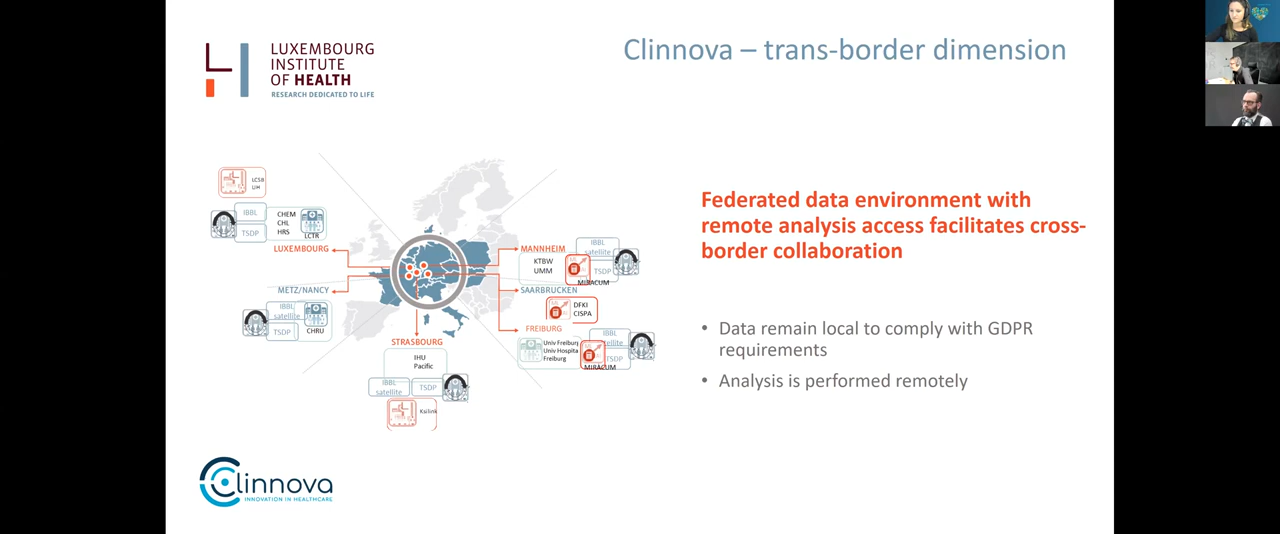 LUXEMBOURG
INSTITUTE
OF HEALTH
RESEARCH DEDICATED TO LIFE
Clinnova – trans-border dimension
LCSB
LIH
IBBL
TSDP
CHEM
CHL
HRS
LCTR
LUXEMBOURG
METZ/NANCY
IBBL
satellite
TSDP
CHRU
STRASBOURG
IHU
Pacific
IBBL
satellite
TSDP
Ksilink
MANNHEIM
KTBW
UMM
IBBL
satellite
TSDP
MIRACUM
SAARBRUCKEN
DFKI
CISPA
FREIBURG
Univ Freiburg
Univ Hospita
Freiburg
IBBL
TSDP
MIRACUM
Federated data environment with
remote analysis access facilitates cross-
border collaboration
• Data remain local to comply with GDPR
requirements
• Analysis is performed remotely
Clinnova
INNOVATION IN HEALTHCARE